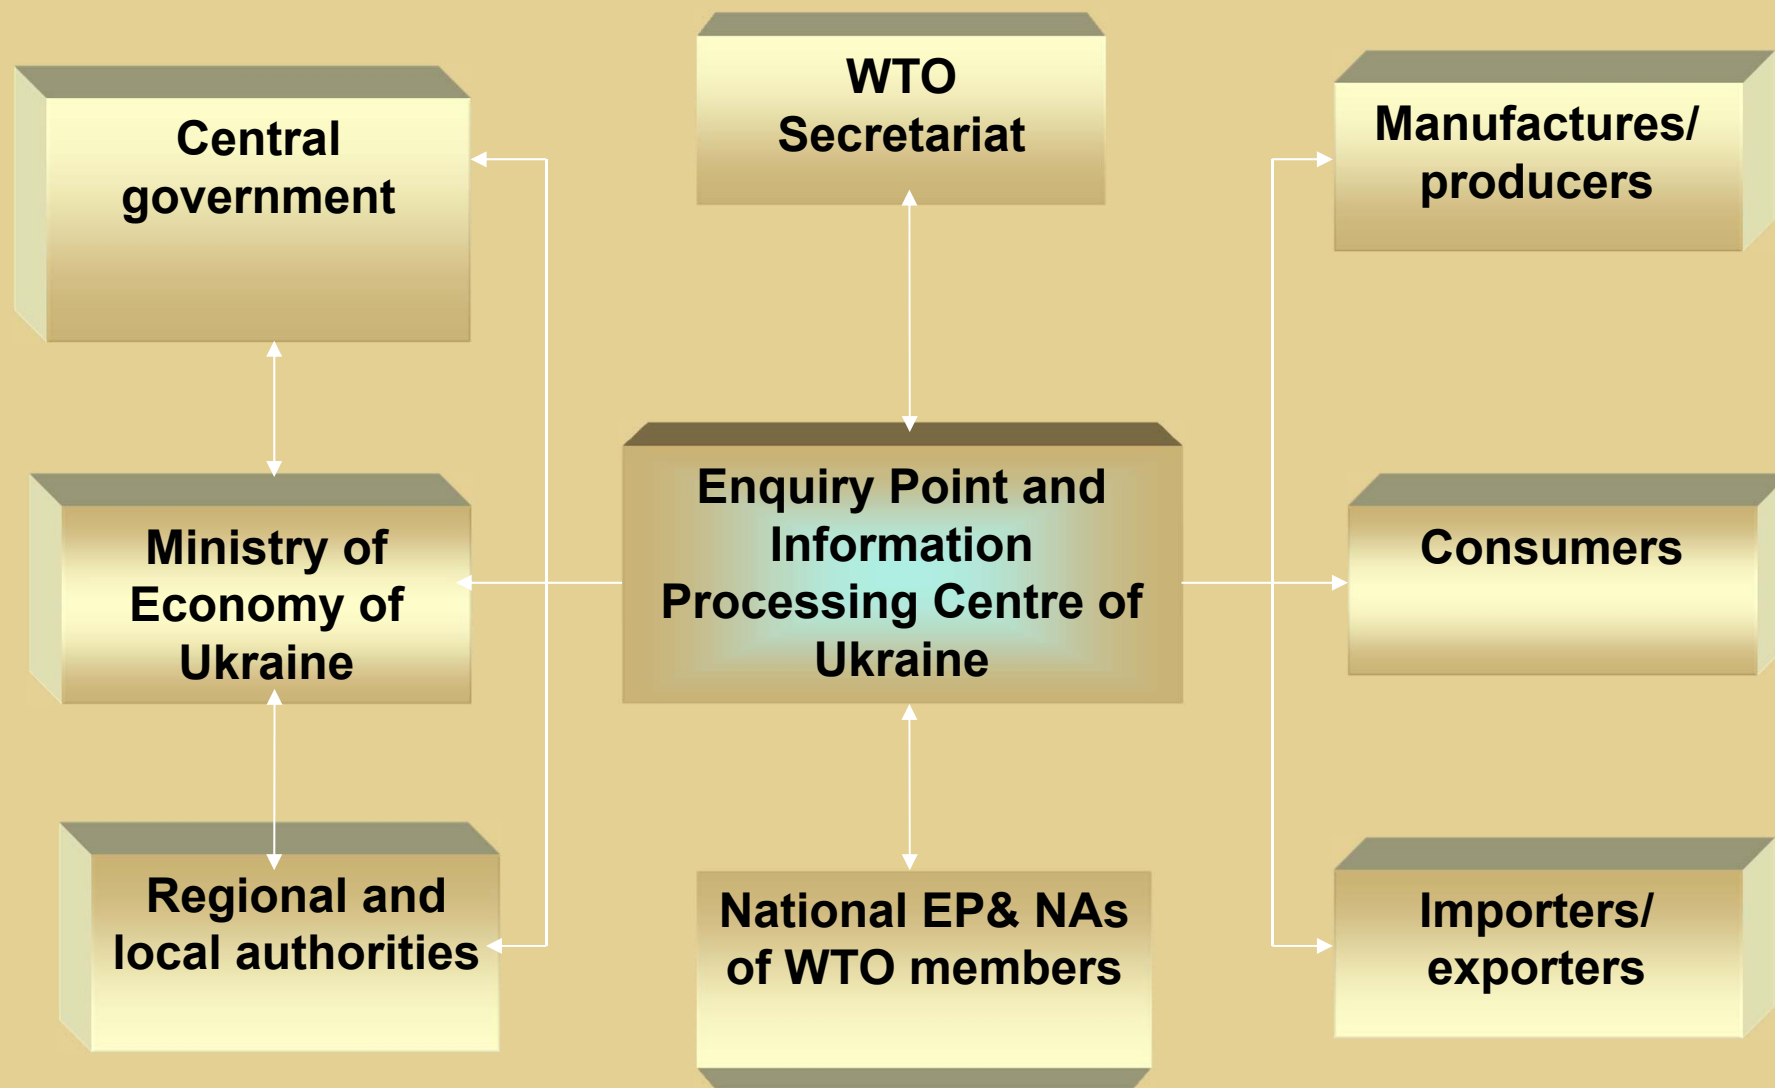 WTO
Secretariat
Central
government
Manufactures/
producers
Enquiry Point and
Information
Processing Centre of
Ukraine
Ministry of
Economy of
Ukraine
Consumers
Regional and
local authorities
National EP& NAs
of WTO members
Importers/
exporters